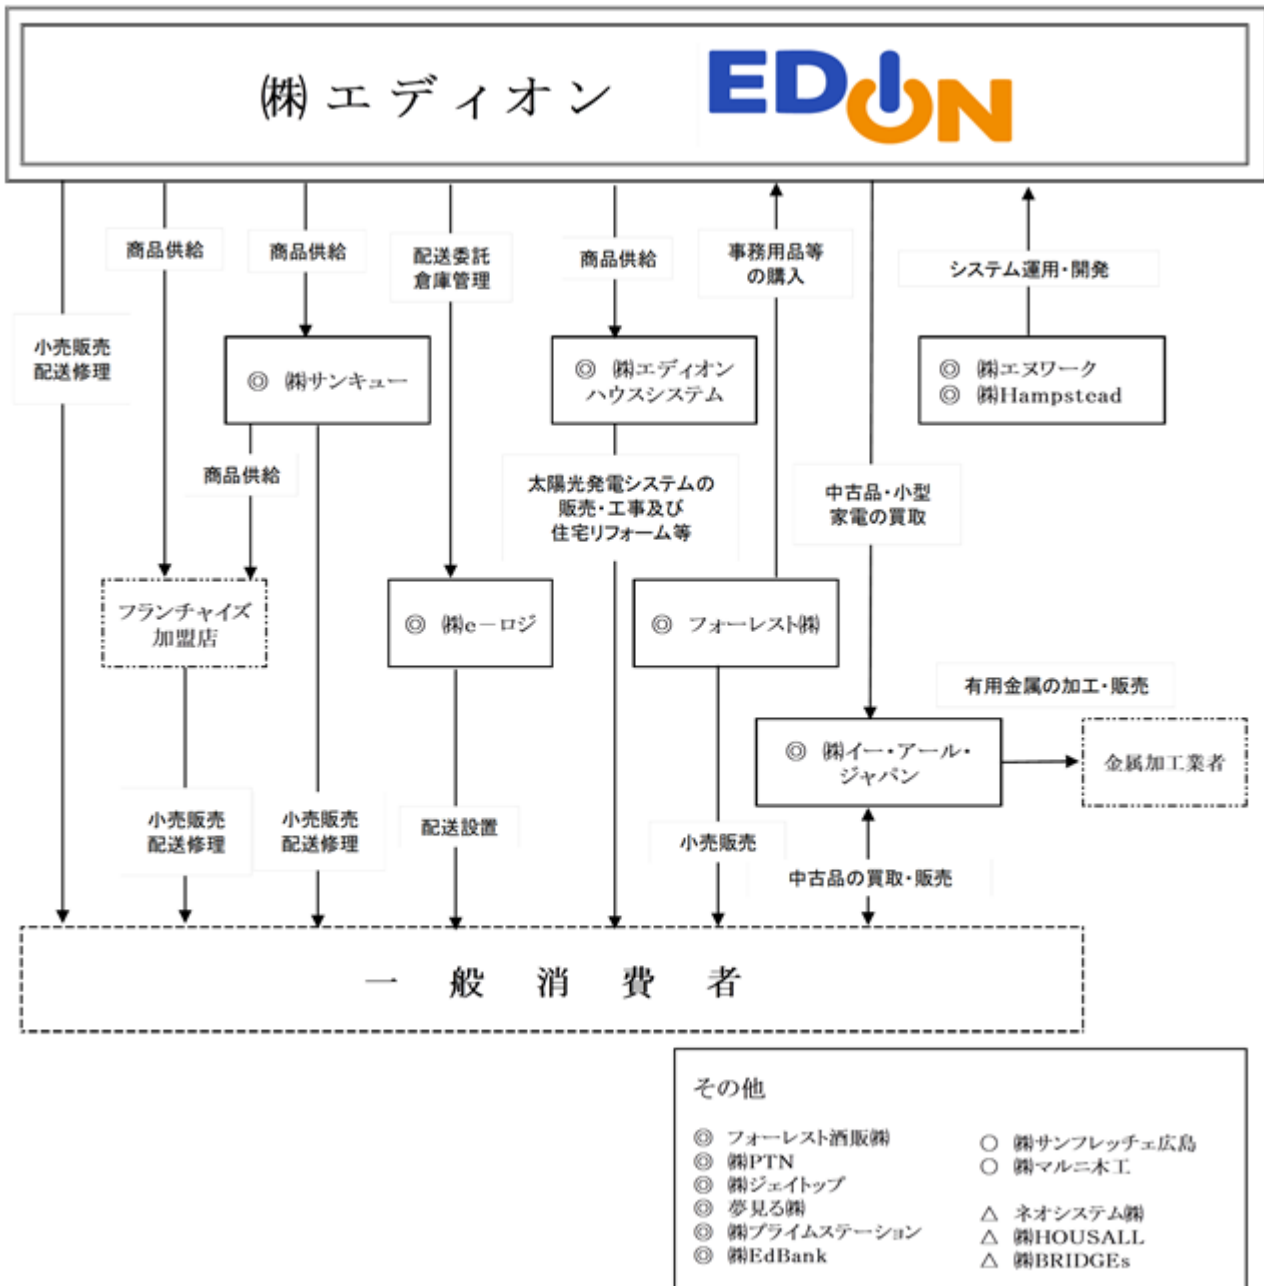 ㈱エディオン
EDION
商品供給
商品供給
配送委託
倉庫管理
商品供給
事務用品等
の購入
システム運用・開発
小売販売
配送修理
◎ ㈱サンキュー
◎ ㈱エディオン
ハウスシステム
◎ ㈱エヌワーク
◎ ㈱Hampstead
商品供給
太陽光発電システムの
販売・工事及び
住宅リフォーム等
中古品・小型
家電の買取
フランチャイズ
加盟店
◎ ㈱e－ロジ
◎ フォーレスト㈱
有用金属の加工・販売
◎ ㈱イー・アール・
ジャパン
金属加工業者
小売販売
配送修理
小売販売
配送修理
配送設置
小売販売
中古品の買取・販売
一般消費者
その他
◎ フォーレスト酒販㈱
◎ ㈱PTN
◎ ㈱ジェイトップ
◎ 夢見る㈱
◎ ㈱プライムステーション
◎ ㈱EdBank
○ ㈱サンフレッチェ広島
○ ㈱マルニ木工
△ ネオシステム㈱
△ ㈱HOUSALL
△ ㈱BRIDGEs